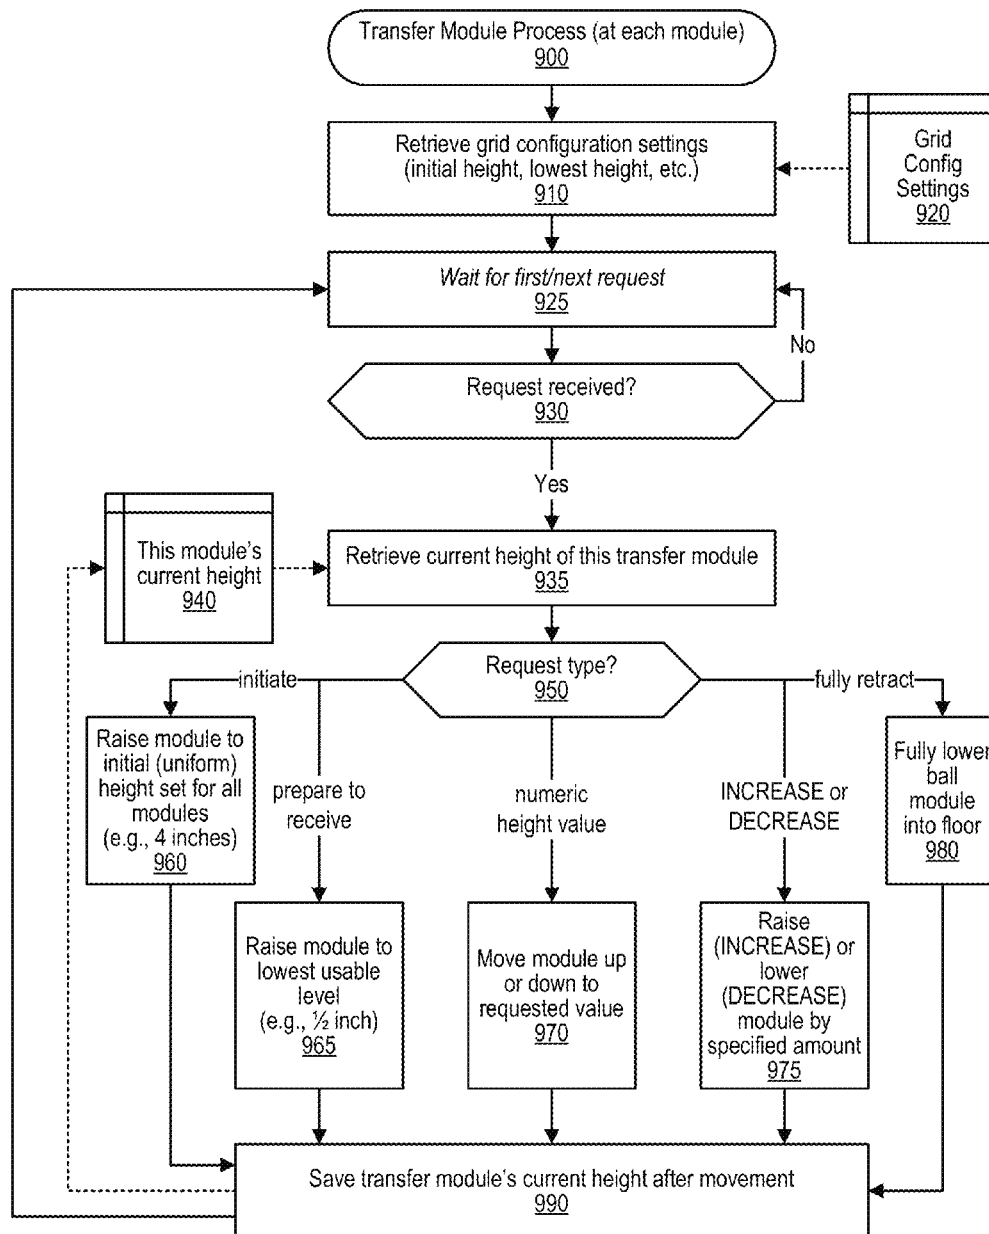 Transfer Module Process (at each module)
900
Retrieve grid configuration settings
(initial height, lowest height, etc.)
910
Grid
Config
Settings
920
Wait for first/next request
925
No
Request received?
930
Yes
This module's
current height
940
Retrieve current height of this transfer module
935
Request type?
950
initiate
fully retract
Raise module to
initial (uniform)
height set for all
modules
(e.g., 4 inches)
960
prepare to
receive
numeric
height value
INCREASE or
DECREASE
Fully lower
ball
module
into floor
980
Raise module to
lowest usable
level
(e.g., ½ inch)
965
Move module up
or down to
requested value
970
Raise
(INCREASE) or
lower
(DECREASE)
module by
specified amount
975
Save transfer module's current height after movement
990